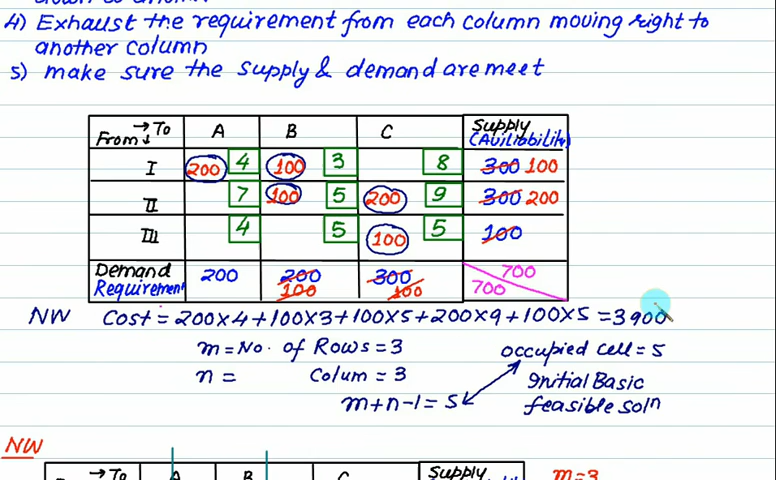 4) Exhaust the requirement from each column moving right to
another column
5) make sure the supply & demand are meet
From↓ →To A B C Supply (Availability)
I 200 4 100 3 8 300 100
II 7 100 5 200 9 300 200
III 4 5 100 5 100
Demand Requirement 200 200 100 300 100 700 700
NW Cost = 200×4+100×3+100×5+200×9+100×5 = 3900
m = No. of Rows = 3 occupied cell = 5
n = Colum = 3 Initial Basic
m+n-1 = 5 feasible soln
NW
→To A B C Supply m=3